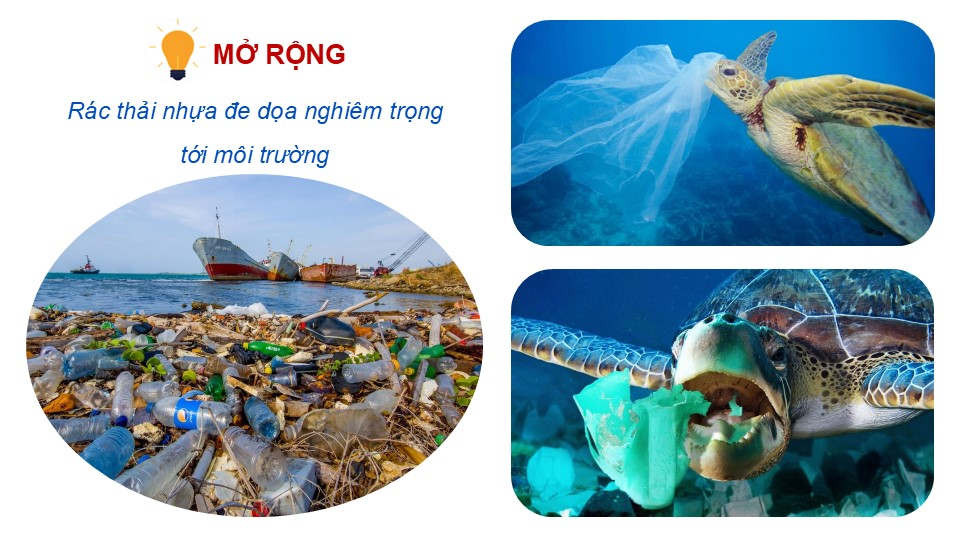 MỞ RỘNG
Rác thải nhựa đe dọa nghiêm trọng
tới môi trường